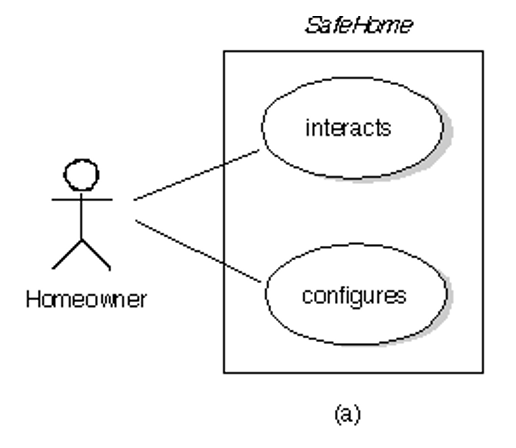 SafeHome
interacts
configures
Homeowner
(a)